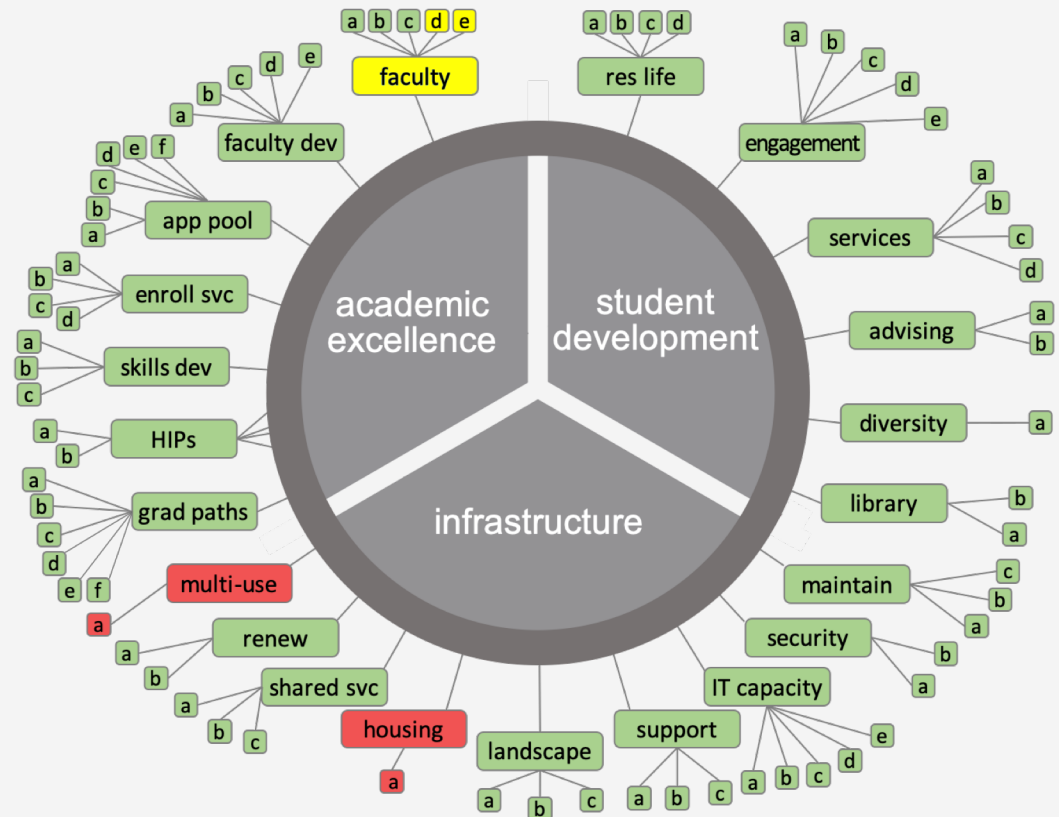 academic
excellence
student
development
infrastructure
a b c d e
faculty
a b c d
res life
a
b
c
d
e
engagement
a
b
c
d
services
a
b
advising
a
diversity
b
a
library
c
b
a
maintain
b
a
security
IT capacity
a b c d e
support
a b c
landscape
a b c
housing
a
shared svc
a
b
c
renew
a
b
multi-use
a
grad paths
a
b
c
d
e f
HIPs
a
b
skills dev
a
b
c
enroll svc
a
b
c
d
app pool
a
b
c
d e f
faculty dev
a
b
c
d
e